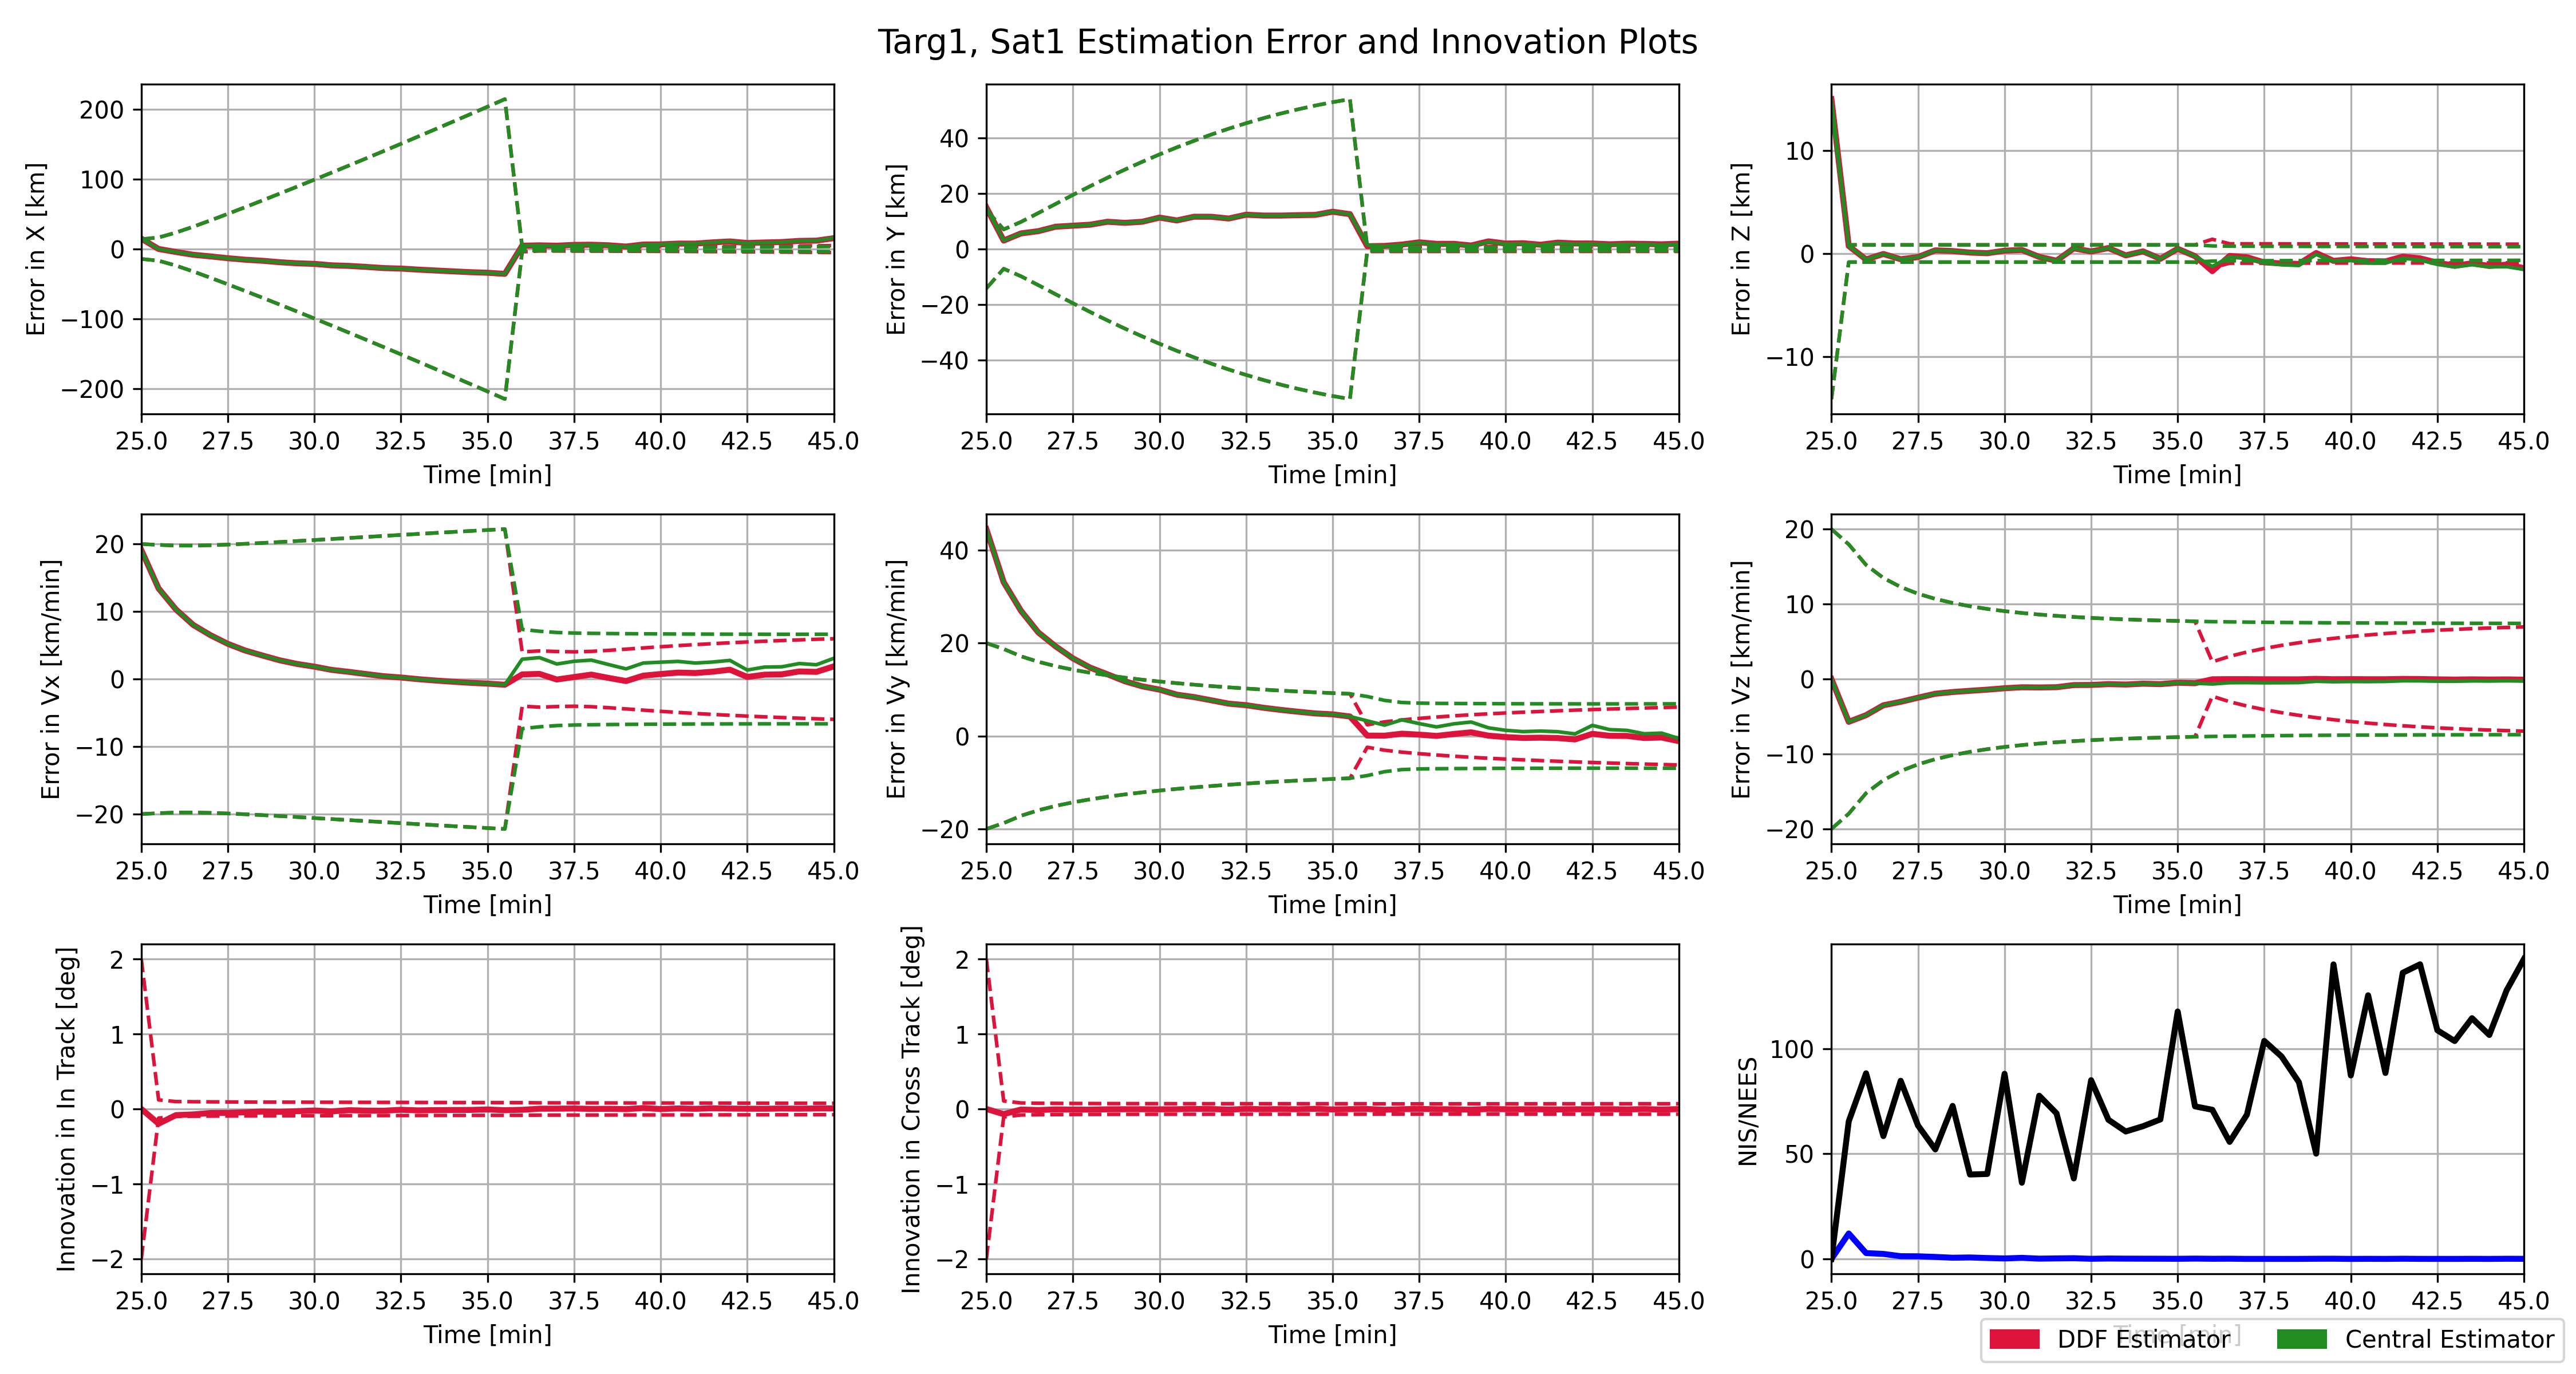 Targ1, Sat1 Estimation Error and Innovation Plots
Error in X [km]
200
100
0
−100
−200
25.0 27.5 30.0 32.5 35.0 37.5 40.0 42.5 45.0
Time [min]
Error in Y [km]
40
20
0
−20
−40
25.0 27.5 30.0 32.5 35.0 37.5 40.0 42.5 45.0
Time [min]
Error in Z [km]
10
0
−10
25.0 27.5 30.0 32.5 35.0 37.5 40.0 42.5 45.0
Time [min]
Error in Vx [km/min]
20
10
0
−10
−20
25.0 27.5 30.0 32.5 35.0 37.5 40.0 42.5 45.0
Time [min]
Error in Vy [km/min]
40
20
0
−20
25.0 27.5 30.0 32.5 35.0 37.5 40.0 42.5 45.0
Time [min]
Error in Vz [km/min]
20
10
0
−10
−20
25.0 27.5 30.0 32.5 35.0 37.5 40.0 42.5 45.0
Time [min]
Innovation in In Track [deg]
2
1
0
−1
−2
25.0 27.5 30.0 32.5 35.0 37.5 40.0 42.5 45.0
Time [min]
Innovation in Cross Track [deg]
2
1
0
−1
−2
25.0 27.5 30.0 32.5 35.0 37.5 40.0 42.5 45.0
Time [min]
NIS/NEES
100
50
0
25.0 27.5 30.0 32.5 35.0 37.5 40.0 42.5 45.0
Time [min]
DDF Estimator
Central Estimator